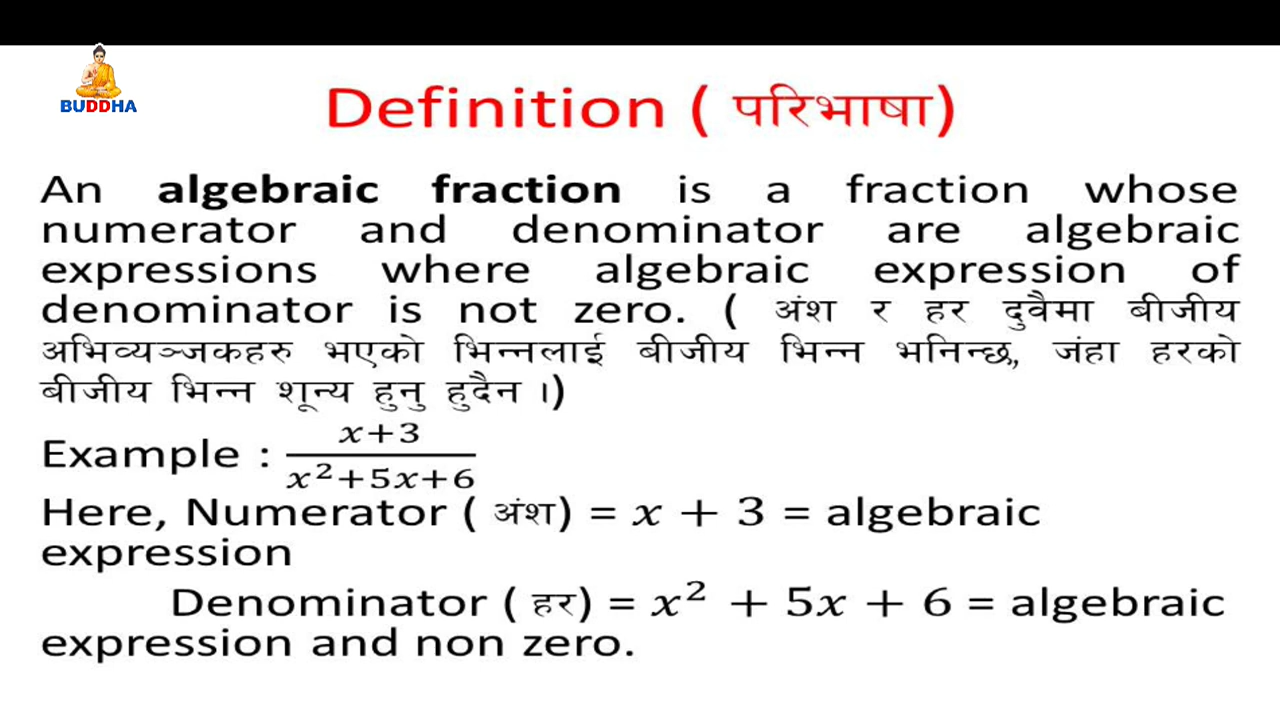 BUDDHA
Definition ( परिभाषा)
An algebraic fraction is a fraction whose
numerator and denominator are algebraic
expressions where algebraic expression of
denominator is not zero. ( अंश र हर दुवैमा बीजीय
अभिव्यञ्जकहरु भएको भिन्नलाई बीजीय भिन्न भनिन्छ, जंहा हरको
बीजीय भिन्न शून्य हुनु हुदैन ।)
Example : \frac{x+3}{x^2+5x+6}
Here, Numerator ( अंश) = x + 3 = algebraic
expression
Denominator ( हर) = x² + 5x + 6 = algebraic
expression and non zero.